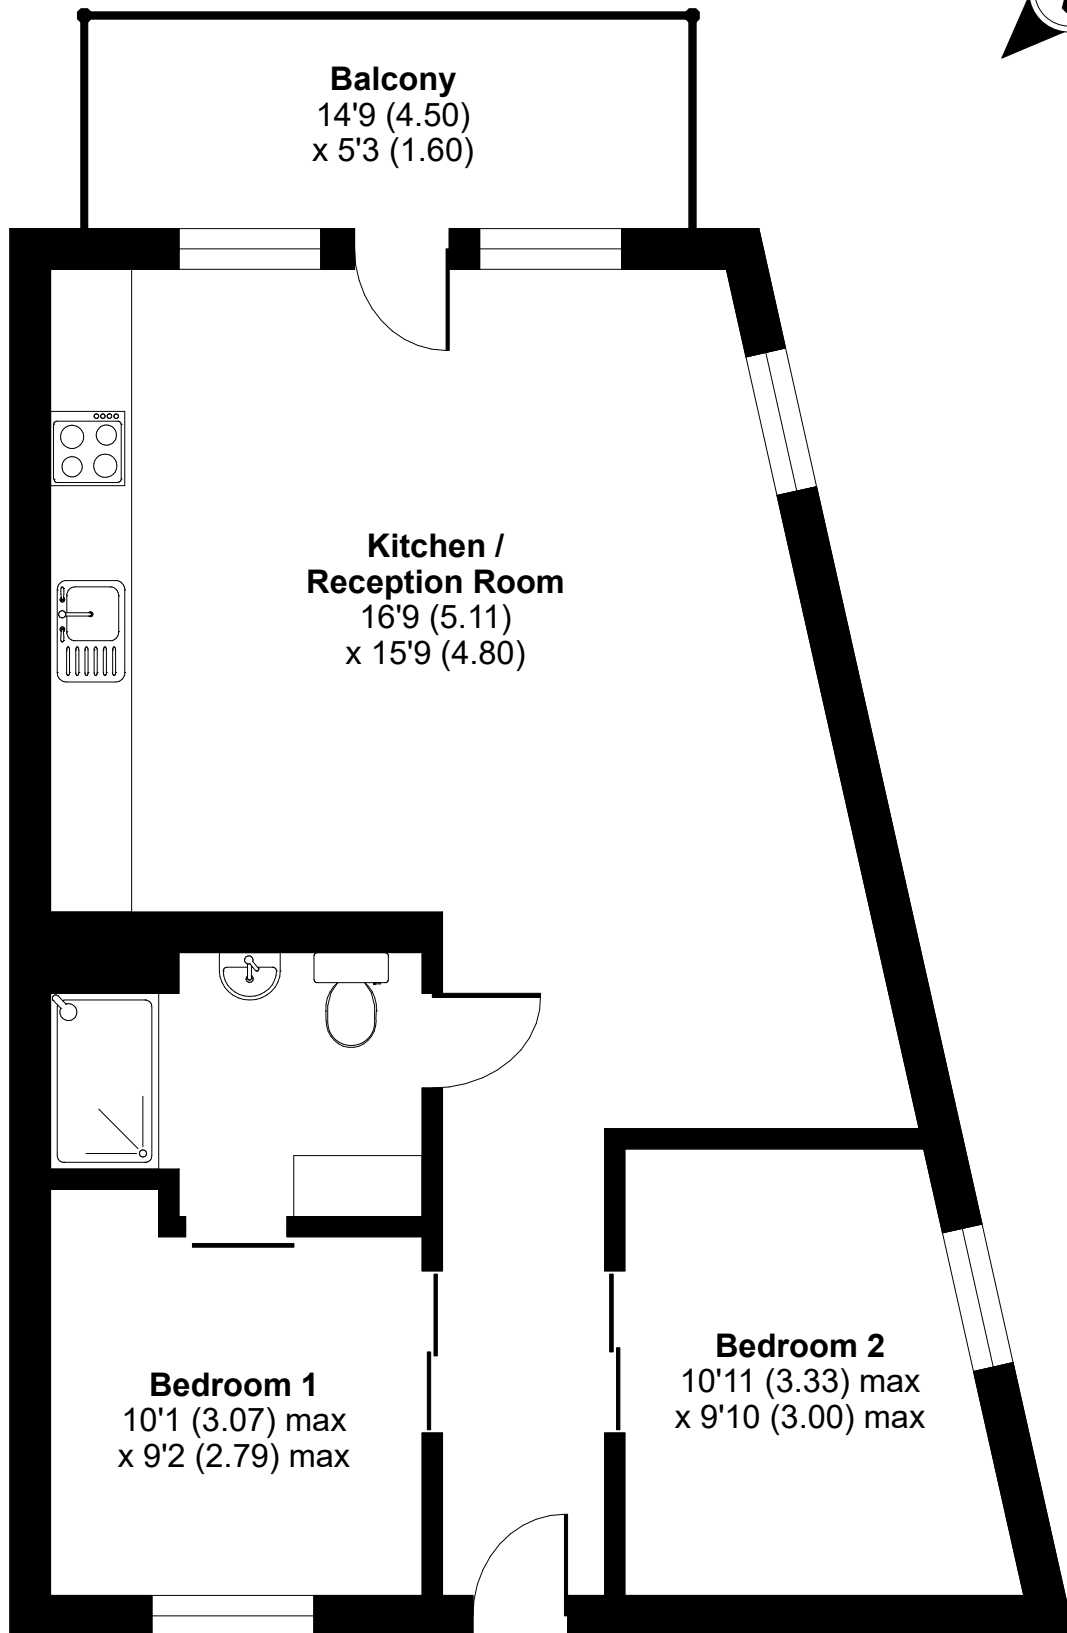 Balcony
14'9 (4.50)
x 5'3 (1.60)
Kitchen /
Reception Room
16'9 (5.11)
x 15'9 (4.80)
Bedroom 1
10'1 (3.07) max
x 9'2 (2.79) max
Bedroom 2
10'11 (3.33) max
x 9'10 (3.00) max